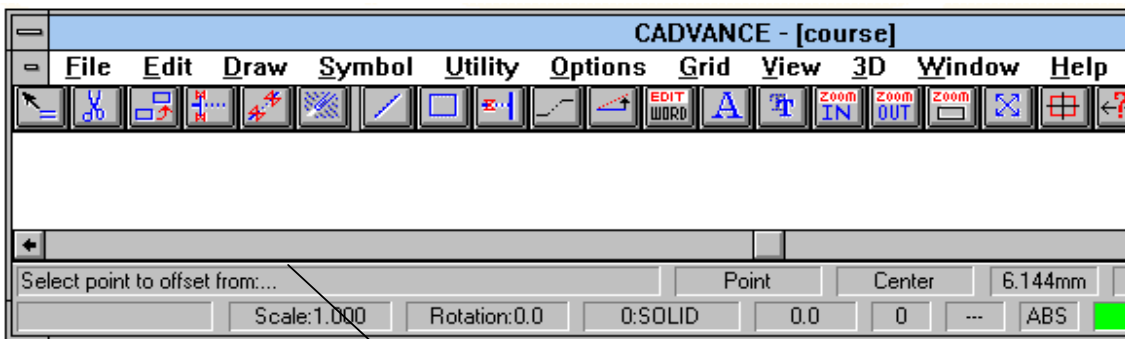 CADVANCE - [course]
File Edit Draw Symbol Utility Options Grid View 3D Window Help
EDIT WORD A T ZOOM IN ZOOM OUT ZOOM ?
Select point to offset from:... Point Center 6.144mm
Scale:1.000 Rotation:0.0 0:SOLID 0.0 0 --- ABS